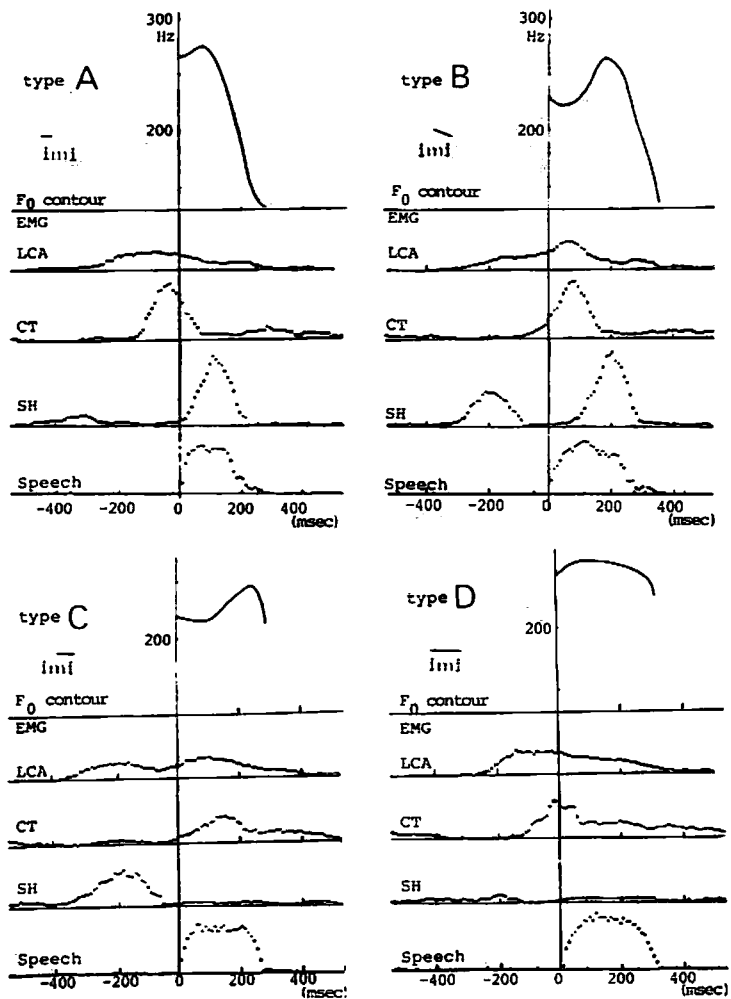 300
Hz
type A
imi
200
F0 contour
EMG
LCA
CT
SH
Speech
-400 -200 0 200 400
(msec)
300
Hz
type B
imi
200
F0 contour
EMG
LCA
CT
SH
Speech
-400 -200 0 200 400
(msec)
type C
200
imi
F0 contour
EMG
LCA
CT
SH
Speech
-400 -200 0 200 400
(msec)
type D
200
imi
F0 contour
EMG
LCA
CT
SH
Speech
-400 -200 0 200 400
(msec)